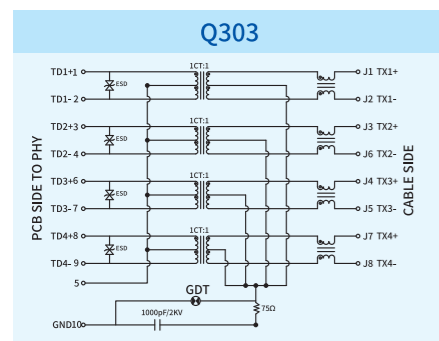 Q303
1CT:1
TD1+1
ESD
J1 TX1+
TD1-2
J2 TX1-
1CT:1
TD2+3
ESD
J3 TX2+
TD2-4
J6 TX2-
1CT:1
TD3+6
ESD
J4 TX3+
TD3-7
J5 TX3-
1CT:1
TD4+8
ESD
J7 TX4+
TD4-9
J8 TX4-
PCB SIDE TO PHY
CABLE SIDE
5
GDT
1000pF/2KV
75Ω
GND10